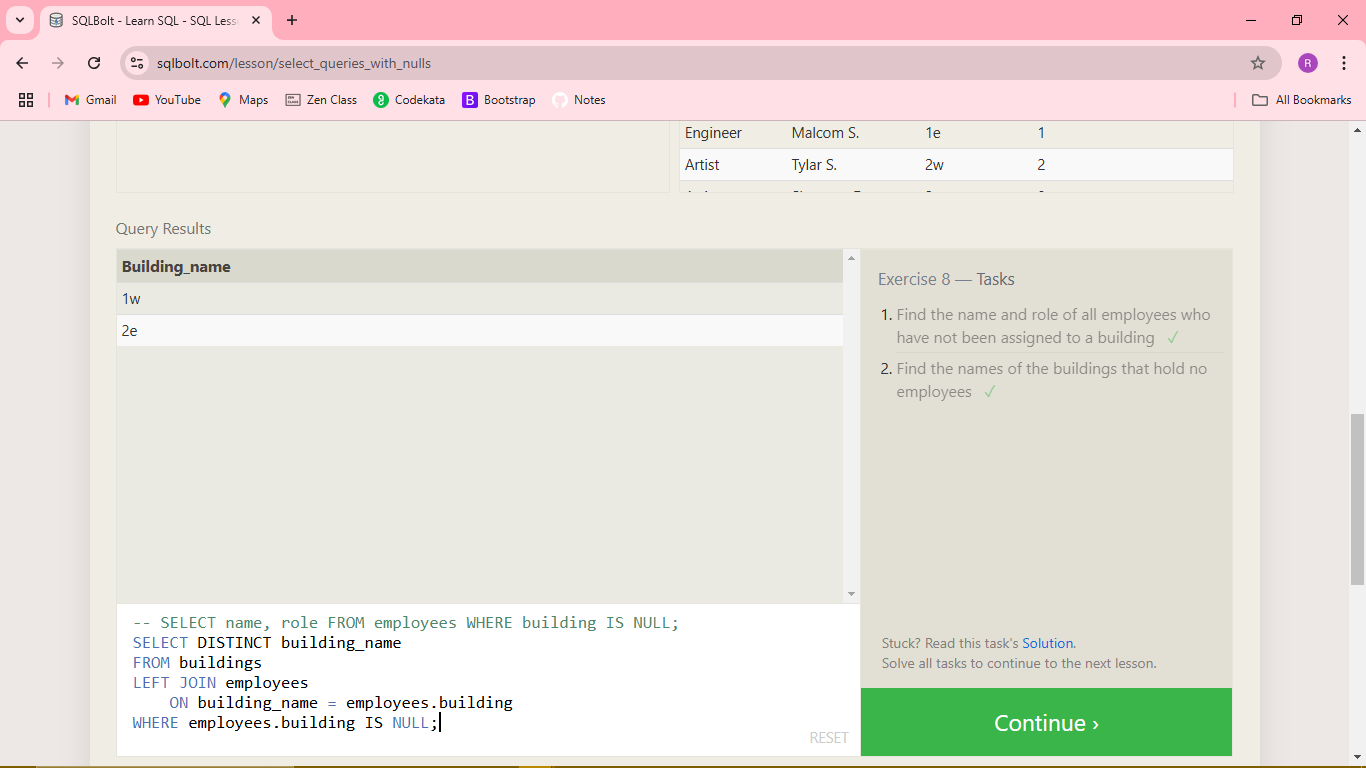 SQLBolt - Learn SQL - SQL Less
sqlbolt.com/lesson/select_queries_with_nulls
R
Gmail YouTube Maps Zen Class Codekata Bootstrap Notes All Bookmarks
Engineer Malcom S. 1e 1
Artist Tylar S. 2w 2
Query Results
Building_name
1w
2e
Exercise 8 — Tasks
1. Find the name and role of all employees who
have not been assigned to a building ✓
2. Find the names of the buildings that hold no
employees ✓
-- SELECT name, role FROM employees WHERE building IS NULL;
SELECT DISTINCT building_name
FROM buildings
LEFT JOIN employees
ON building_name = employees.building
WHERE employees.building IS NULL;
RESET
Stuck? Read this task's Solution.
Solve all tasks to continue to the next lesson.
Continue ›